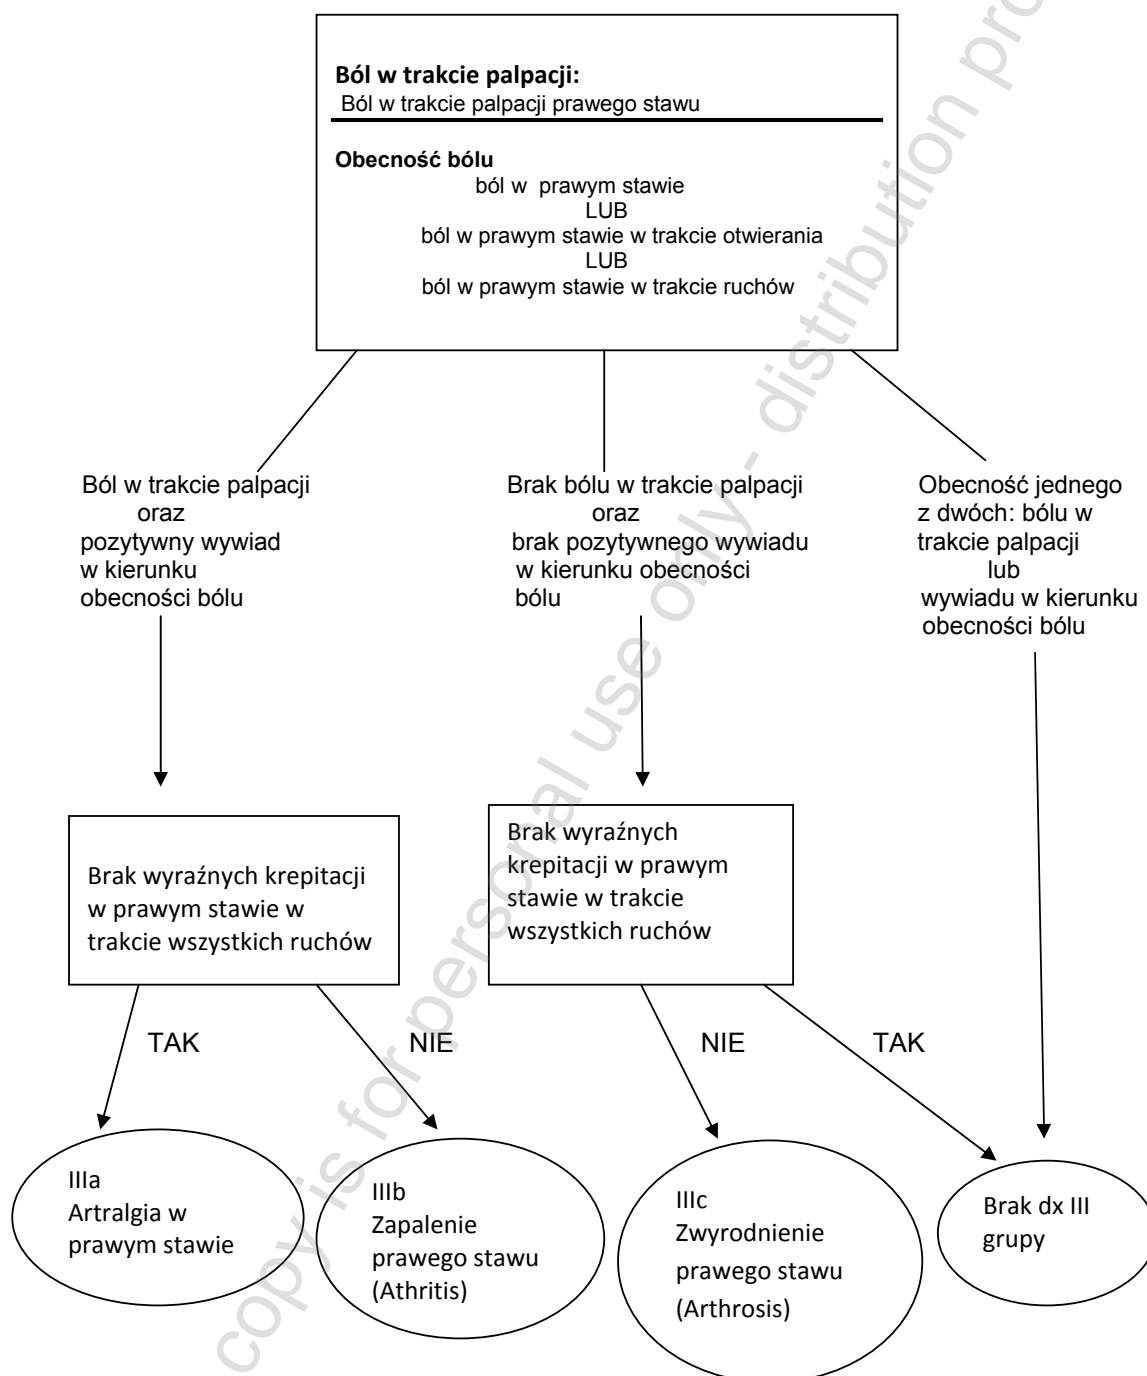 Ból w trakcie palpacji:
Ból w trakcie palpacji prawego stawu
Obecność bólu
ból w prawym stawie
LUB
ból w prawym stawie w trakcie otwierania
LUB
ból w prawym stawie w trakcie ruchów
Ból w trakcie palpacji
oraz
pozytywny wywiad
w kierunku
obecności bólu
Brak bólu w trakcie palpacji
oraz
brak pozytywnego wywiadu
w kierunku obecności
bólu
Obecność jednego
z dwóch: bólu w
trakcie palpacji
lub
wywiadu w kierunku
obecności bólu
Brak wyraźnych krepitacji
w prawym stawie w
trakcie wszystkich ruchów
Brak wyraźnych
krepitacji w prawym
stawie w trakcie
wszystkich ruchów
TAK
NIE
NIE
TAK
IIIa
Artralgia w
prawym stawie
IIIb
Zapalenie
prawego stawu
(Athritis)
IIIc
Zwyrodnienie
prawego stawu
(Arthrosis)
Brak dx III
grupy
copy is for personal use only - distribution